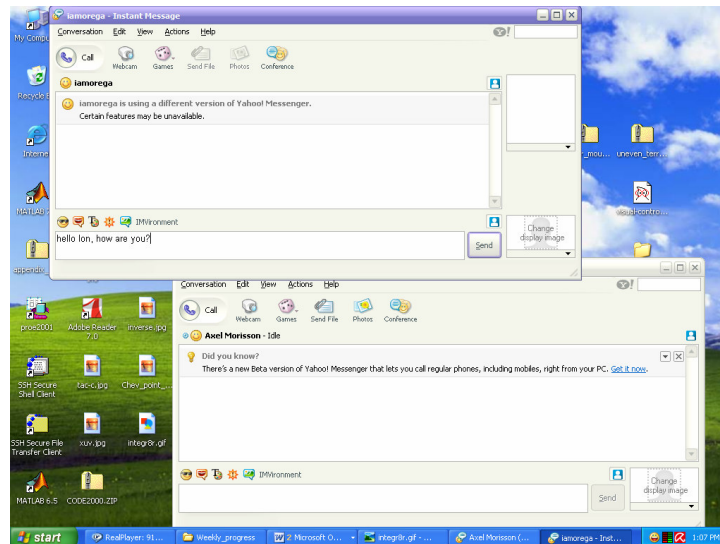 iamorega - Instant Message
Conversation Edit View Actions Help
Call Webcam Games Send File Photos Conference
iamorega
iamorega is using a different version of Yahoo! Messenger.
Certain features may be unavailable.
IMVironment
hello Ion, how are you?
Send
Change
display image
My Compu
Recycle B
Interne
MATLAB
appendix_
_mou...
uneven_terr...
visual-contro...
Conversation Edit View Actions Help
Call Webcam Games Send File Photos Conference
Axel Morisson - Idle
Did you know?
There's a new Beta version of Yahoo! Messenger that lets you call regular phones, including mobiles, right from your PC. Get it now.
IMVironment
Send
Change
display image
proe2001
Adobe Reader
7.0
inverse.jpg
SSH Secure
Shell Client
tac-c.jpg
Chev_point_...
SSH Secure File
Transfer Client
xuv.jpg
integr8r.gif
MATLAB 6.5
CODE2000.ZIP
start
RealPlayer: 91...
Weekly_progress
2 Microsoft O...
integr8r.gif - ...
Axel Morisson (...
iamorega - Inst...
1:07 PM